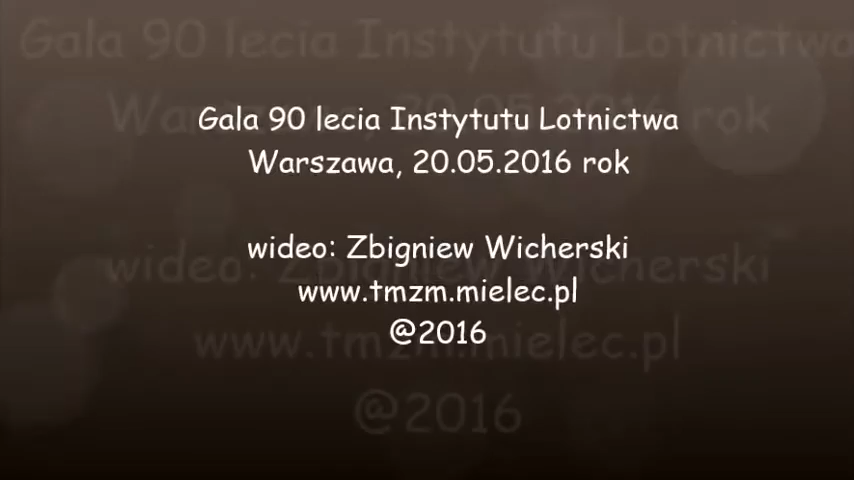 Gala 90 lecia Instytutu Lotnictwa
Warszawa, 20.05.2016 rok
wideo: Zbigniew Wicherski
www.tmzm.mielec.pl
@2016